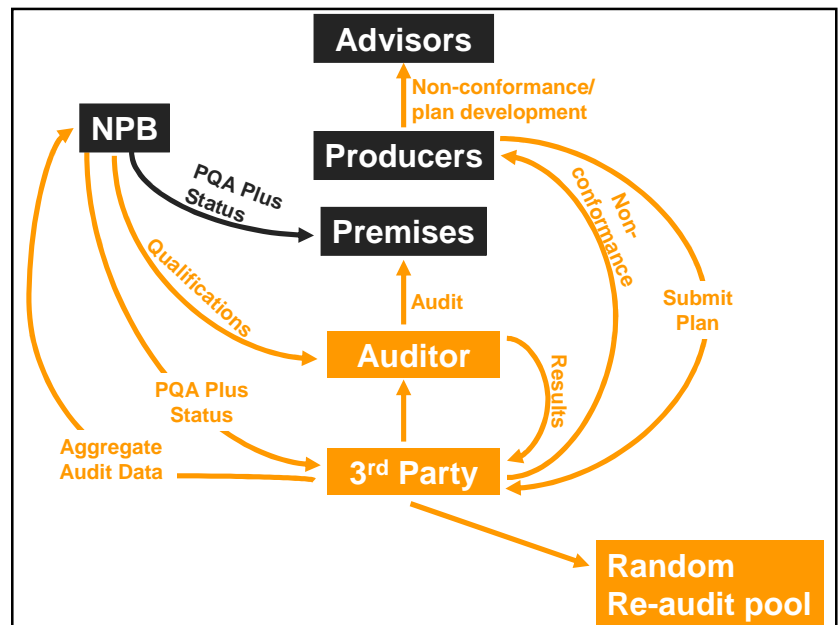 Advisors
Non-conformance/
plan development
NPB
Producers
PQA Plus
Status
Non-
conformance
Premises
Qualifications
Audit
Submit
Plan
Auditor
Results
PQA Plus
Status
Aggregate
Audit Data
3rd Party
Random
Re-audit pool